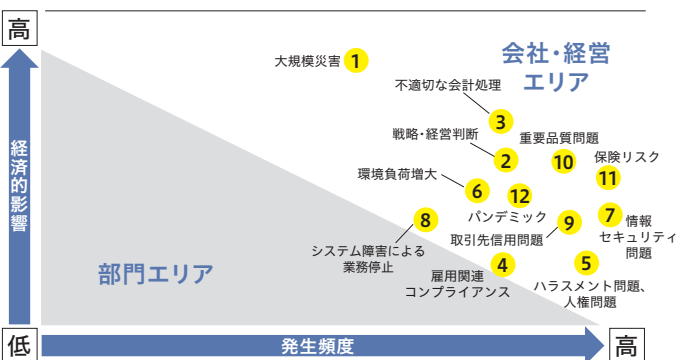 高
経済的影響
低
発生頻度
高
会社・経営
エリア
部門エリア
大規模災害 1
不適切な会計処理
3
戦略・経営判断
2
重要品質問題
10
保険リスク
11
環境負荷増大
6
12
パンデミック
8
システム障害による
業務停止
取引先信用問題
9
7
情報
セキュリティ
問題
4
雇用関連
コンプライアンス
5
ハラスメント問題、
人権問題